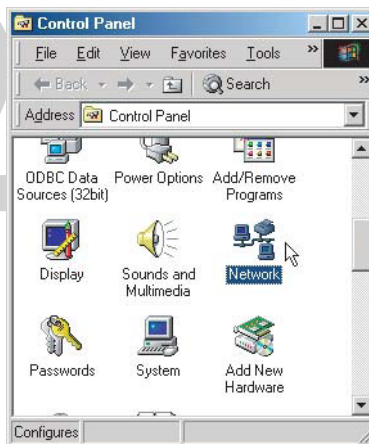 Control Panel
File Edit View Favorites Tools »
Back Search »
Address Control Panel
ODBC Data Sources (32bit) Power Options Add/Remove Programs
Display Sounds and Multimedia Network
Passwords System Add New Hardware
Configures